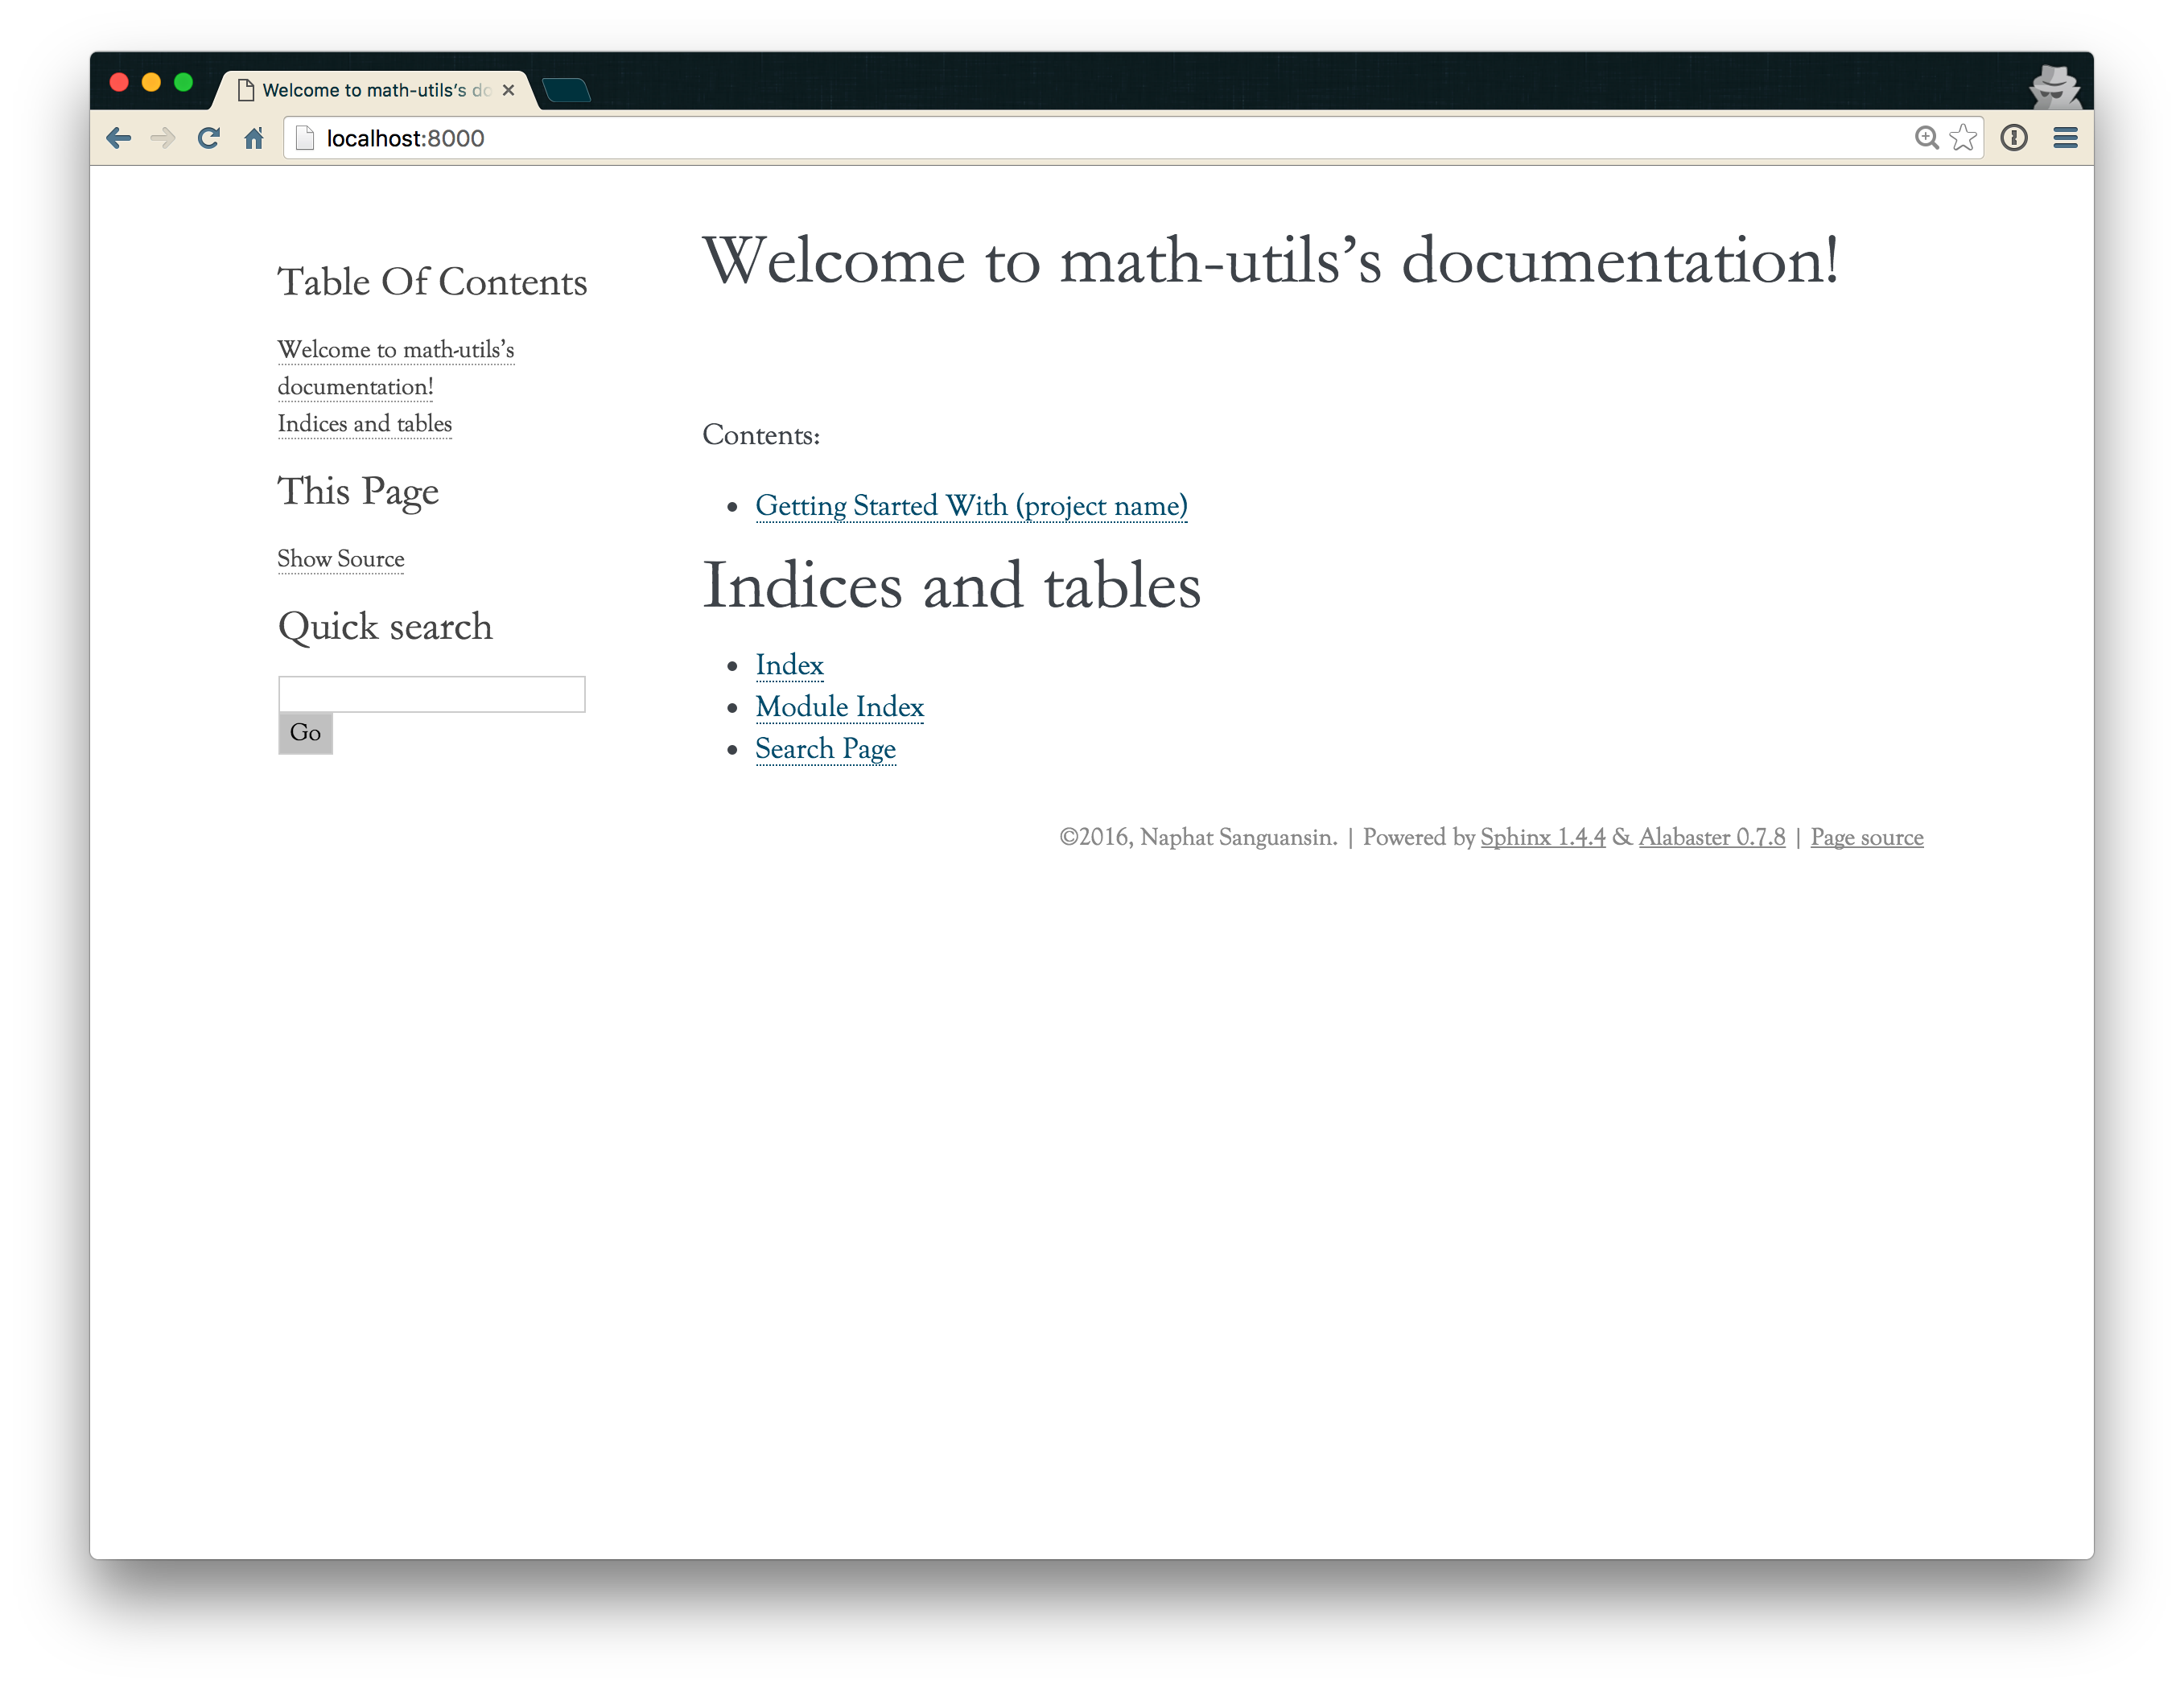 Welcome to math-utils’s do
localhost:8000
Table Of Contents
Welcome to math-utils’s
documentation!
Indices and tables
This Page
Show Source
Quick search
Go
Welcome to math-utils’s documentation!
Contents:
Getting Started With (project name)
Indices and tables
Index
Module Index
Search Page
©2016, Naphat Sanguansin. | Powered by Sphinx 1.4.4 & Alabaster 0.7.8 | Page source